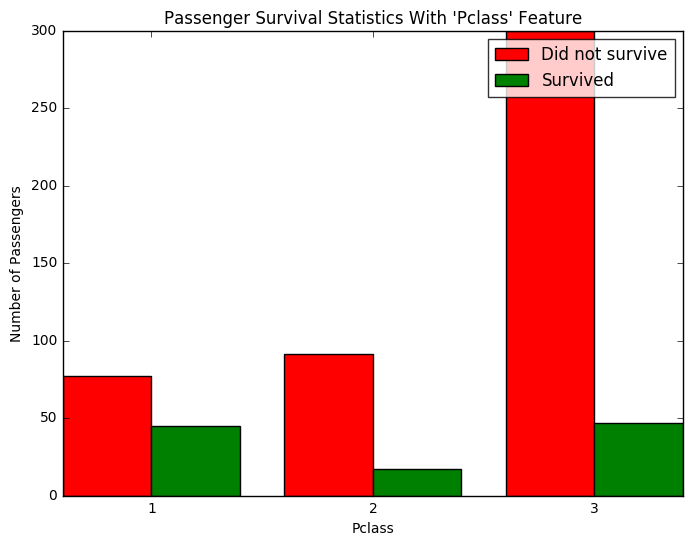 Passenger Survival Statistics With 'Pclass' Feature
300
250
200
150
100
50
0
Number of Passengers
Did not survive
Survived
1 2 3
Pclass